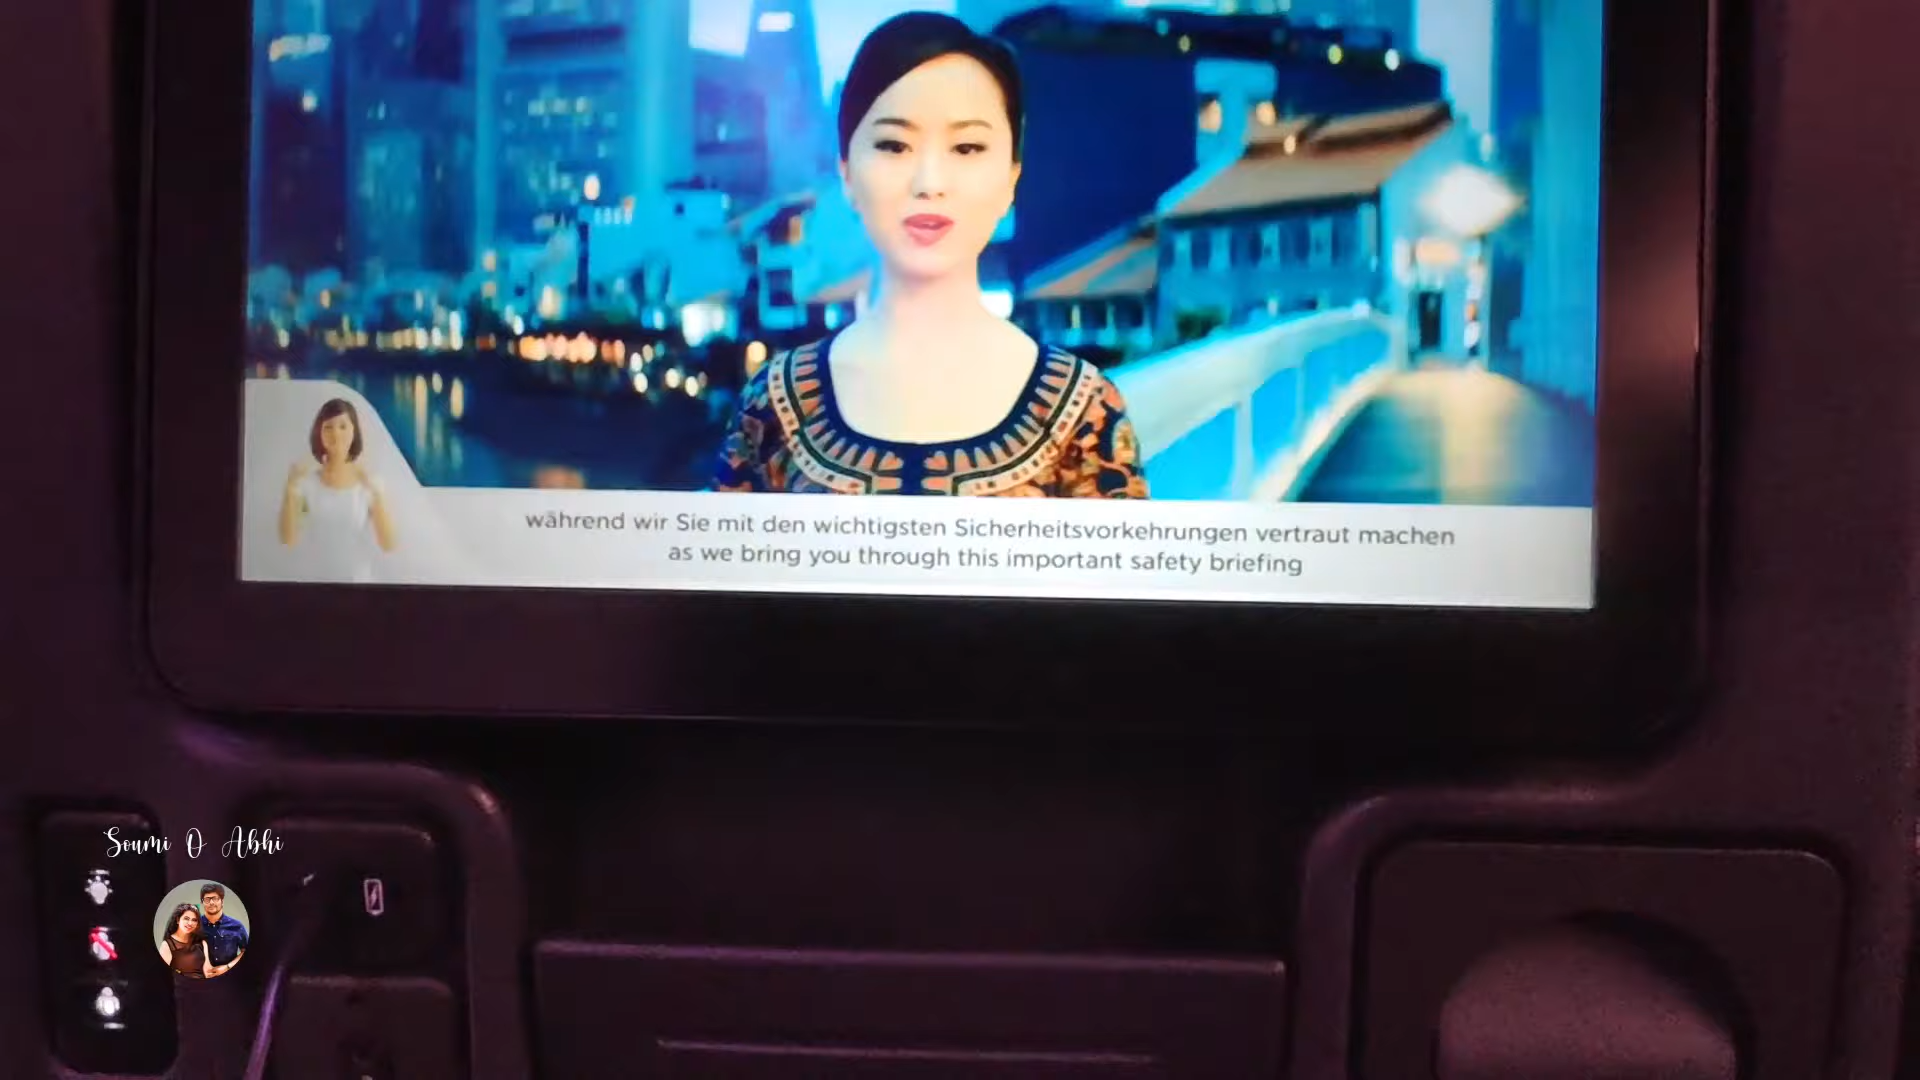 während wir Sie mit den wichtigsten Sicherheitsvorkehrungen vertraut machen
as we bring you through this important safety briefing
Soumi O Abhi